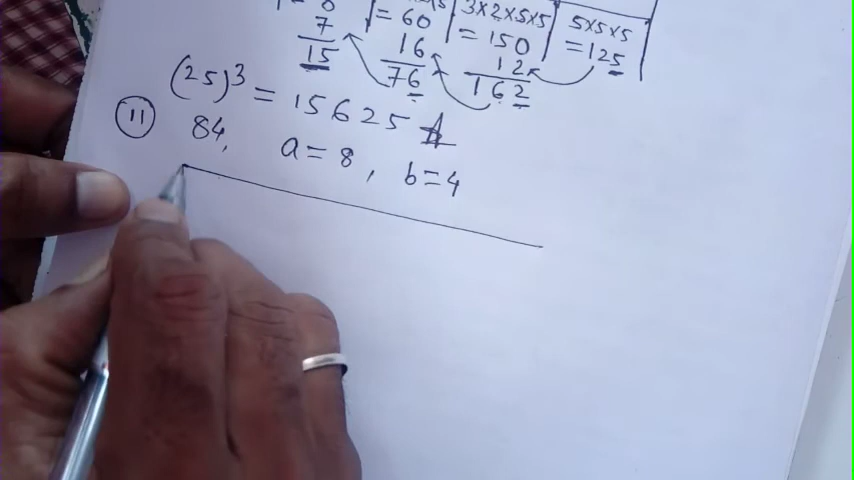 = 60 3×2×5×5 5×5×5
7 16 = 150 = 125
15 76 12
162
(25)³ = 15625
(11) 84, a = 8, b = 4